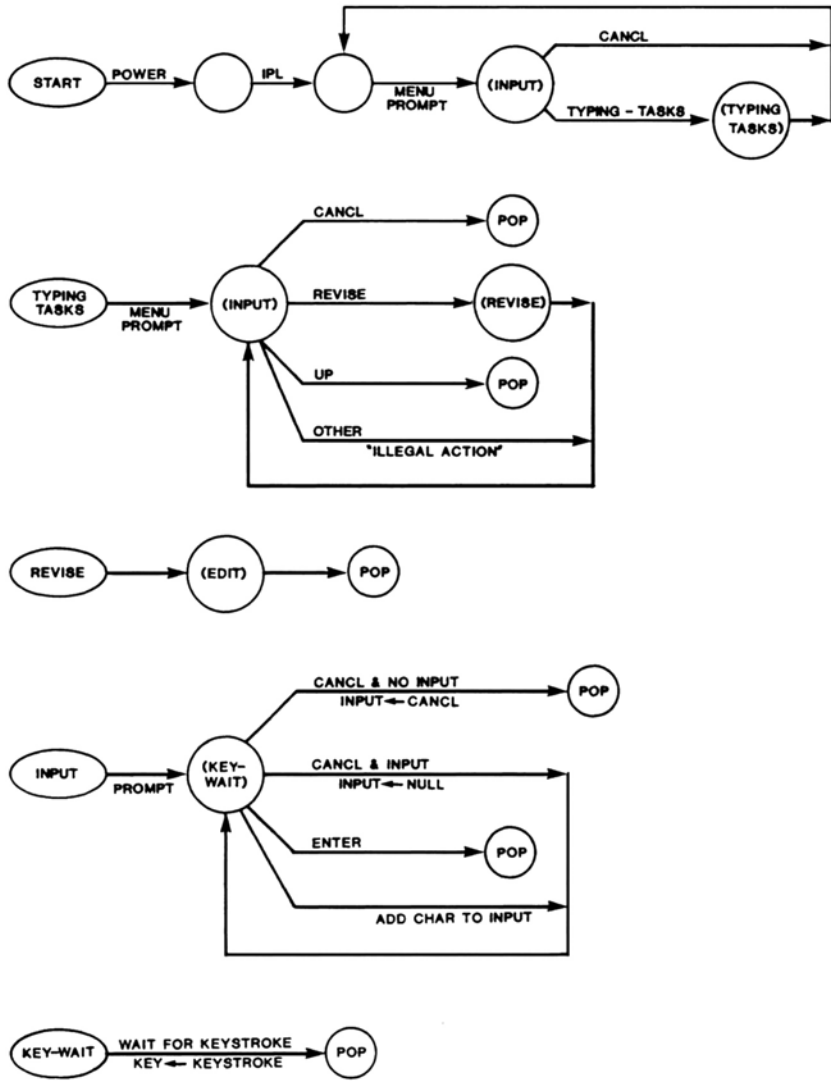 CANCL
START
POWER
IPL
MENU
PROMPT
(INPUT)
TYPING - TASKS
(TYPING
TASKS)
CANCL
POP
TYPING
TASKS
MENU
PROMPT
(INPUT)
REVISE
(REVISE)
UP
POP
OTHER
"ILLEGAL ACTION"
REVISE
(EDIT)
POP
CANCL & NO INPUT
INPUT←CANCL
POP
INPUT
PROMPT
(KEY-
WAIT)
CANCL & INPUT
INPUT←NULL
ENTER
POP
ADD CHAR TO INPUT
KEY-WAIT
WAIT FOR KEYSTROKE
KEY← KEYSTROKE
POP